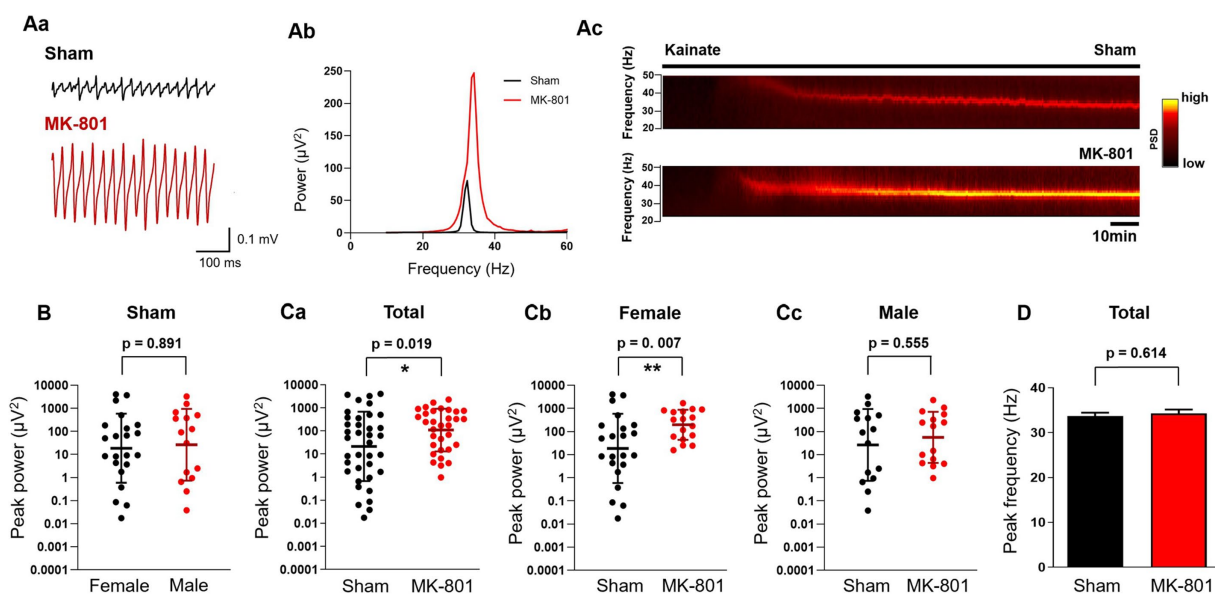 Aa
Sham
MK-801
0.1 mV
100 ms
Ab
250
200
150
100
50
0
Power (µV²)
0 20 40 60
Frequency (Hz)
Sham
MK-801
Ac
Kainate Sham
50
40
30
20
Frequency (Hz)
MK-801
50
40
30
20
Frequency (Hz)
10min
high
PSD
low
B
Sham
p = 0.891
10000
1000
100
10
1
0.1
0.01
0.001
0.0001
Peak power (µV²)
Female Male
Ca
Total
p = 0.019
*
10000
1000
100
10
1
0.1
0.01
0.001
0.0001
Peak power (µV²)
Sham MK-801
Cb
Female
p = 0. 007
**
10000
1000
100
10
1
0.1
0.01
0.001
0.0001
Peak power (µV²)
Sham MK-801
Cc
Male
p = 0.555
10000
1000
100
10
1
0.1
0.01
0.001
0.0001
Peak power (µV²)
Sham MK-801
D
Total
p = 0.614
40
30
20
10
0
Peak frequency (Hz)
Sham MK-801